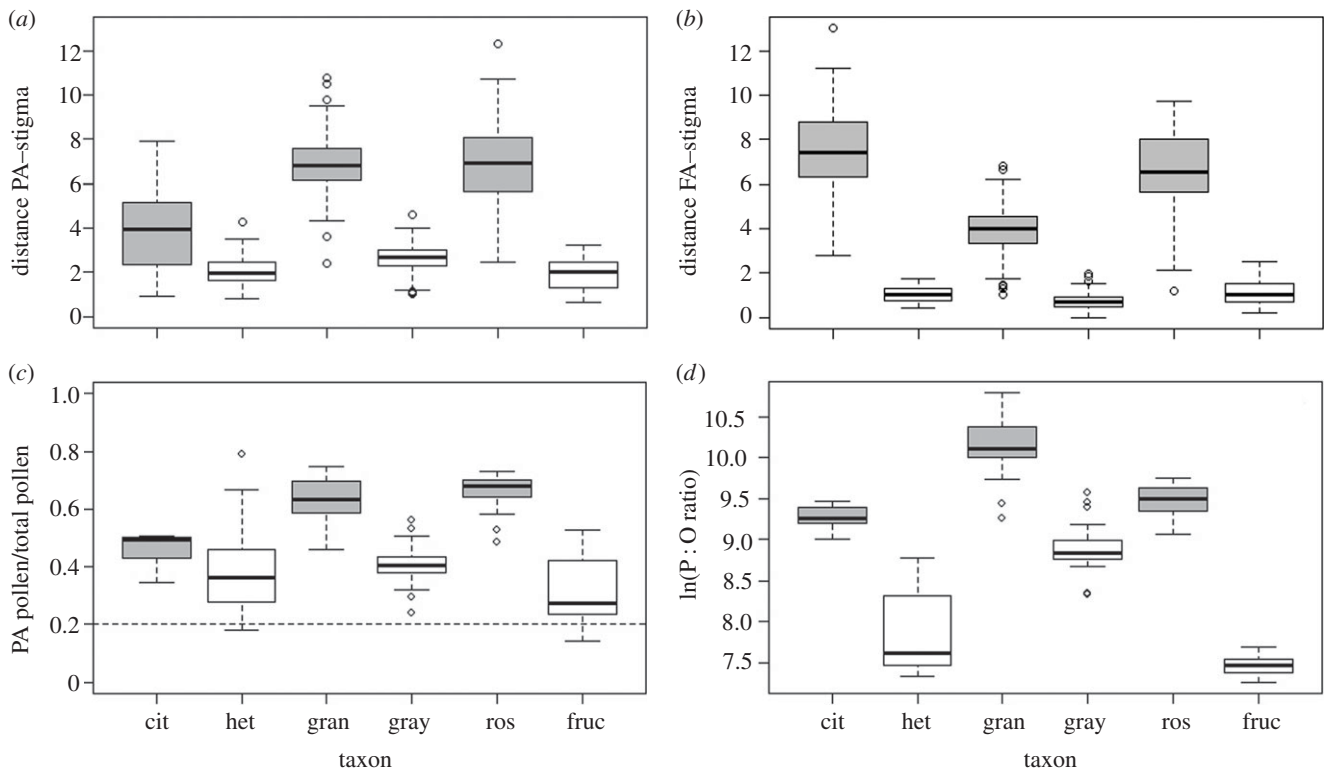 (a)
distance PA–stigma
12
10
8
6
4
2
0
(b)
distance FA–stigma
12
10
8
6
4
2
0
(c)
PA pollen/total pollen
1.0
0.8
0.6
0.4
0.2
0
cit het gran gray ros fruc
taxon
(d)
ln(P : O ratio)
10.5
10.0
9.5
9.0
8.5
8.0
7.5
cit het gran gray ros fruc
taxon